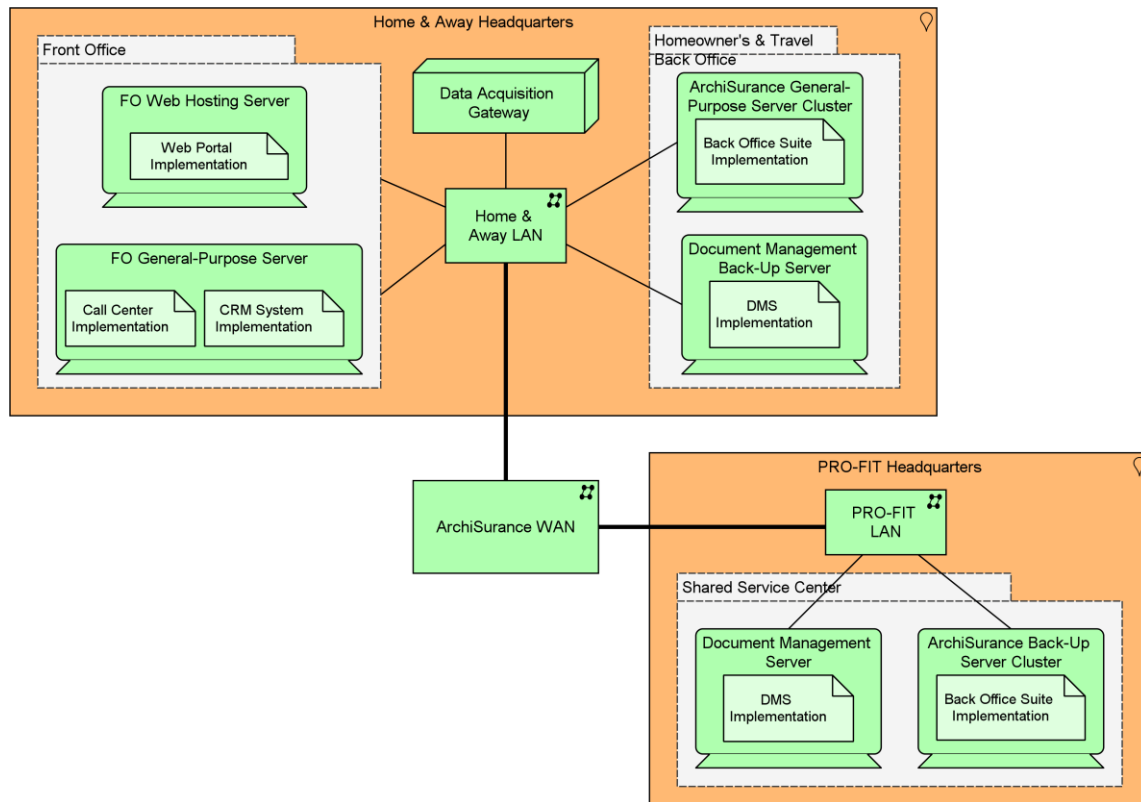 Home & Away Headquarters
Front Office
FO Web Hosting Server
Web Portal
Implementation
FO General-Purpose Server
Call Center
Implementation
CRM System
Implementation
Data Acquisition
Gateway
Home &
Away LAN
Homeowner's & Travel
Back Office
ArchiSurance General-
Purpose Server Cluster
Back Office Suite
Implementation
Document Management
Back-Up Server
DMS
Implementation
ArchiSurance WAN
PRO-FIT Headquarters
PRO-FIT
LAN
Shared Service Center
Document Management
Server
DMS
Implementation
ArchiSurance Back-Up
Server Cluster
Back Office Suite
Implementation